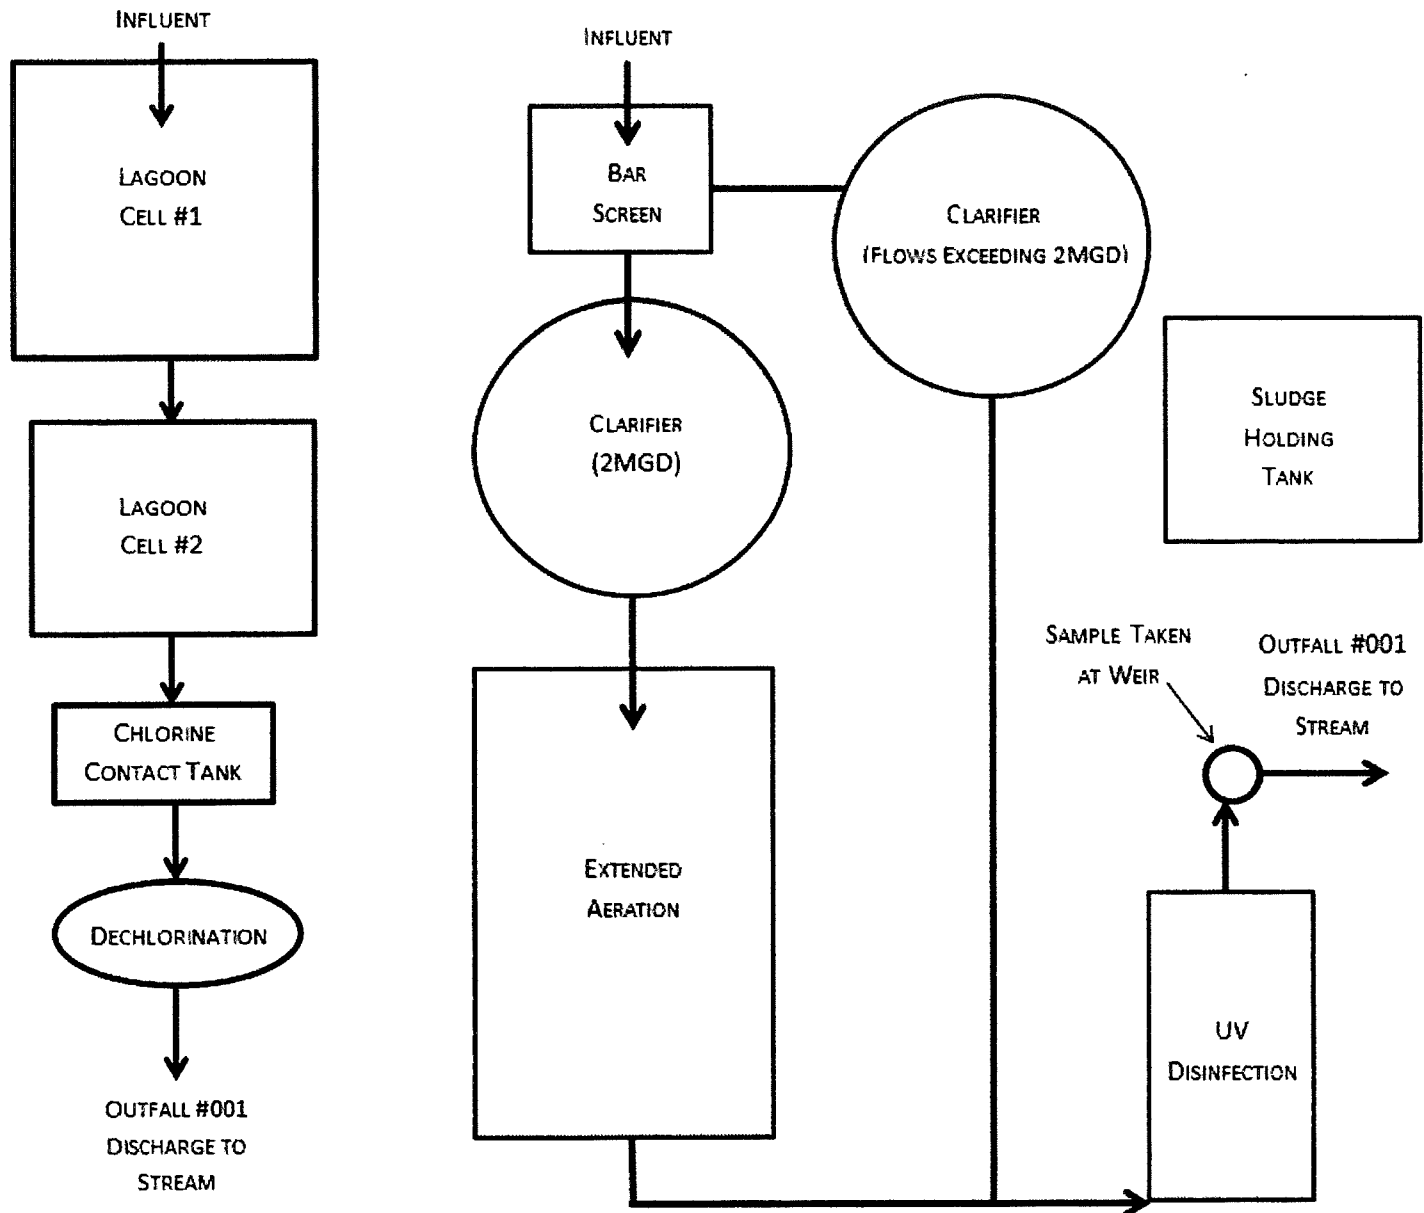 INFLUENT
LAGOON
CELL #1
LAGOON
CELL #2
CHLORINE
CONTACT TANK
DECHLORINATION
OUTFALL #001
DISCHARGE TO
STREAM
INFLUENT
BAR
SCREEN
CLARIFIER
(FLOWS EXCEEDING 2MGD)
CLARIFIER
(2MGD)
EXTENDED
AERATION
SLUDGE
HOLDING
TANK
SAMPLE TAKEN
AT WEIR
OUTFALL #001
DISCHARGE TO
STREAM
UV
DISINFECTION